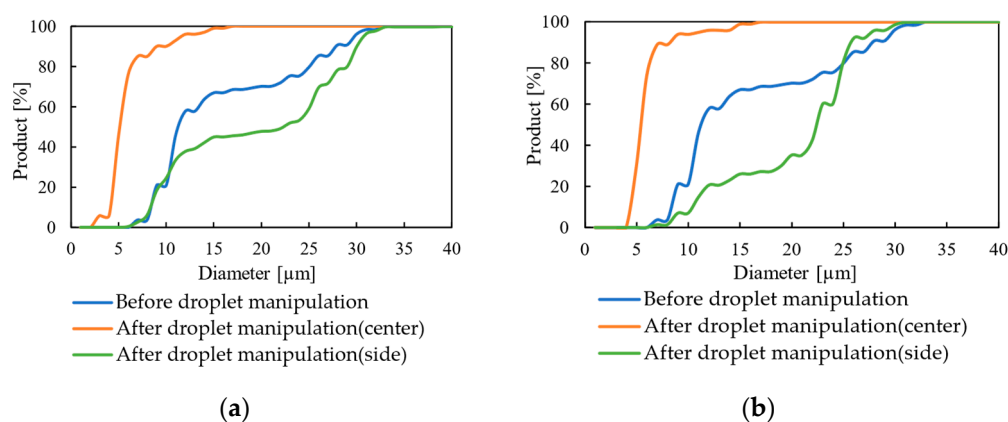 100
80
60
40
20
0
Product [%]
0 5 10 15 20 25 30 35 40
Diameter [μm]
Before droplet manipulation
After droplet manipulation(center)
After droplet manipulation(side)
(a)
100
80
60
40
20
0
Product [%]
0 5 10 15 20 25 30 35 40
Diameter [μm]
Before droplet manipulation
After droplet manipulation(center)
After droplet manipulation(side)
(b)